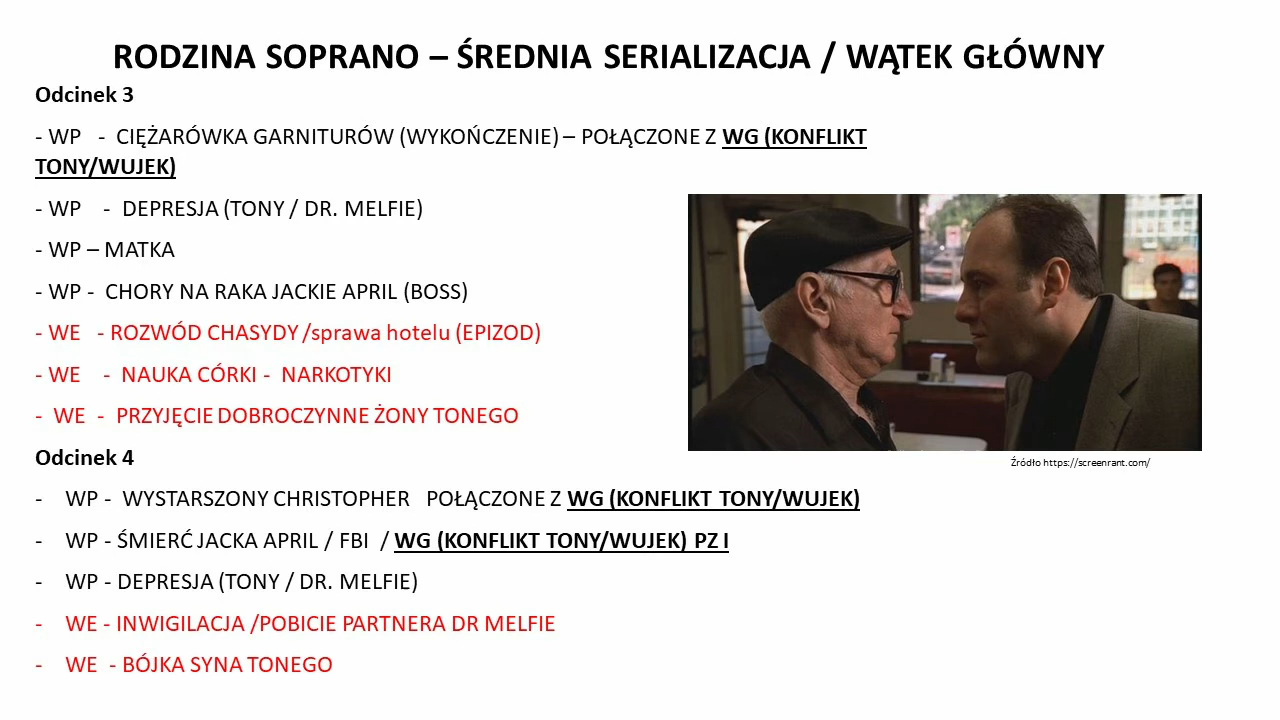 RODZINA SOPRANO – ŚREDNIA SERIALIZACJA / WĄTEK GŁÓWNY
Odcinek 3
- WP - CIĘŻARÓWKA GARNITURÓW (WYKOŃCZENIE) – POŁĄCZONE Z WG (KONFLIKT
TONY/WUJEK)
- WP - DEPRESJA (TONY / DR. MELFIE)
- WP – MATKA
- WP - CHORY NA RAKA JACKIE APRIL (BOSS)
- WE - ROZWÓD CHASYDY /sprawa hotelu (EPIZOD)
- WE - NAUKA CÓRKI - NARKOTYKI
- WE - PRZYJĘCIE DOBROCZYNNE ŻONY TONEGO
Źródło https://screenrant.com/
Odcinek 4
- WP - WYSTARSZONY CHRISTOPHER POŁĄCZONE Z WG (KONFLIKT TONY/WUJEK)
- WP - ŚMIERĆ JACKA APRIL / FBI / WG (KONFLIKT TONY/WUJEK) PZ I
- WP - DEPRESJA (TONY / DR. MELFIE)
- WE - INWIGILACJA /POBICIE PARTNERA DR MELFIE
- WE - BÓJKA SYNA TONEGO